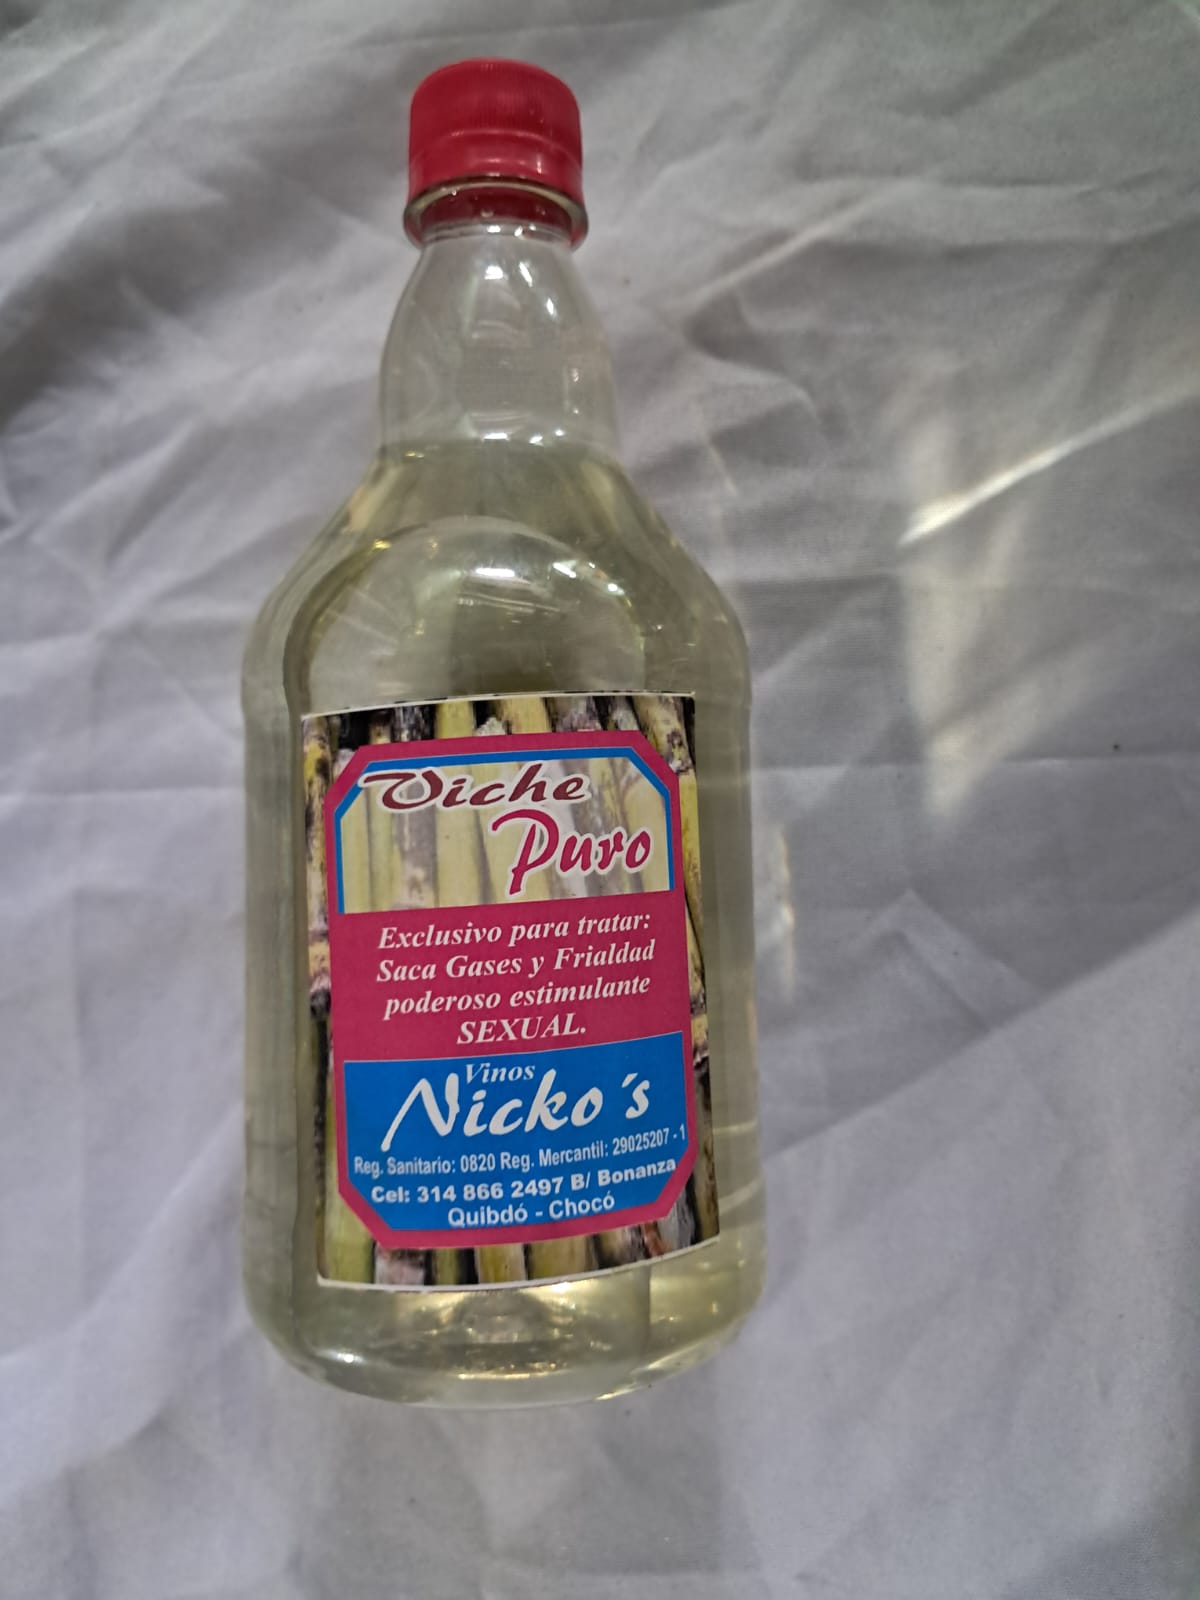 Viche
Puro
Exclusivo para tratar:
Saca Gases y Frialdad
poderoso estimulante
SEXUAL.
Vinos
Nicko´s
Reg. Sanitario: 0820 Reg. Mercantil: 29025207 - 1
Cel: 314 866 2497 B/ Bonanza
Quibdó - Chocó